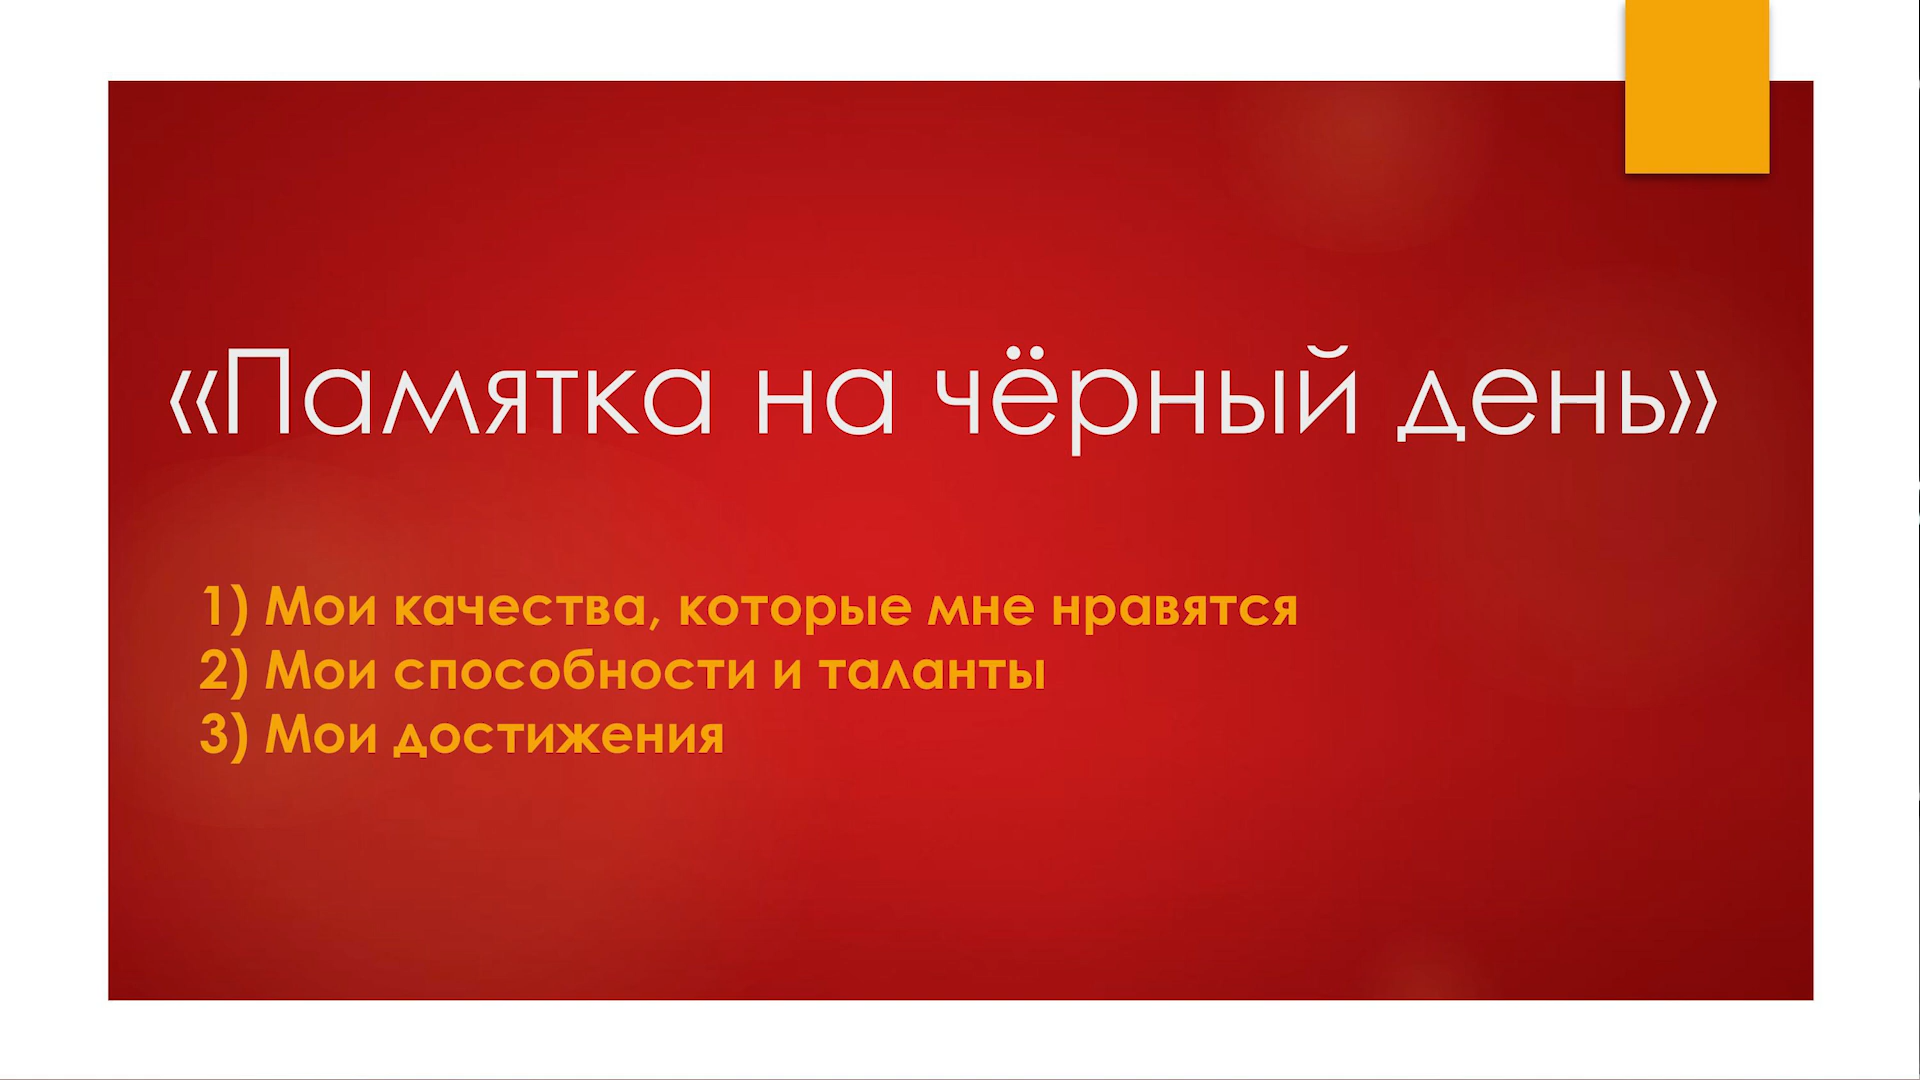 «Памятка на чёрный день»
1) Мои качества, которые мне нравятся
2) Мои способности и таланты
3) Мои достижения